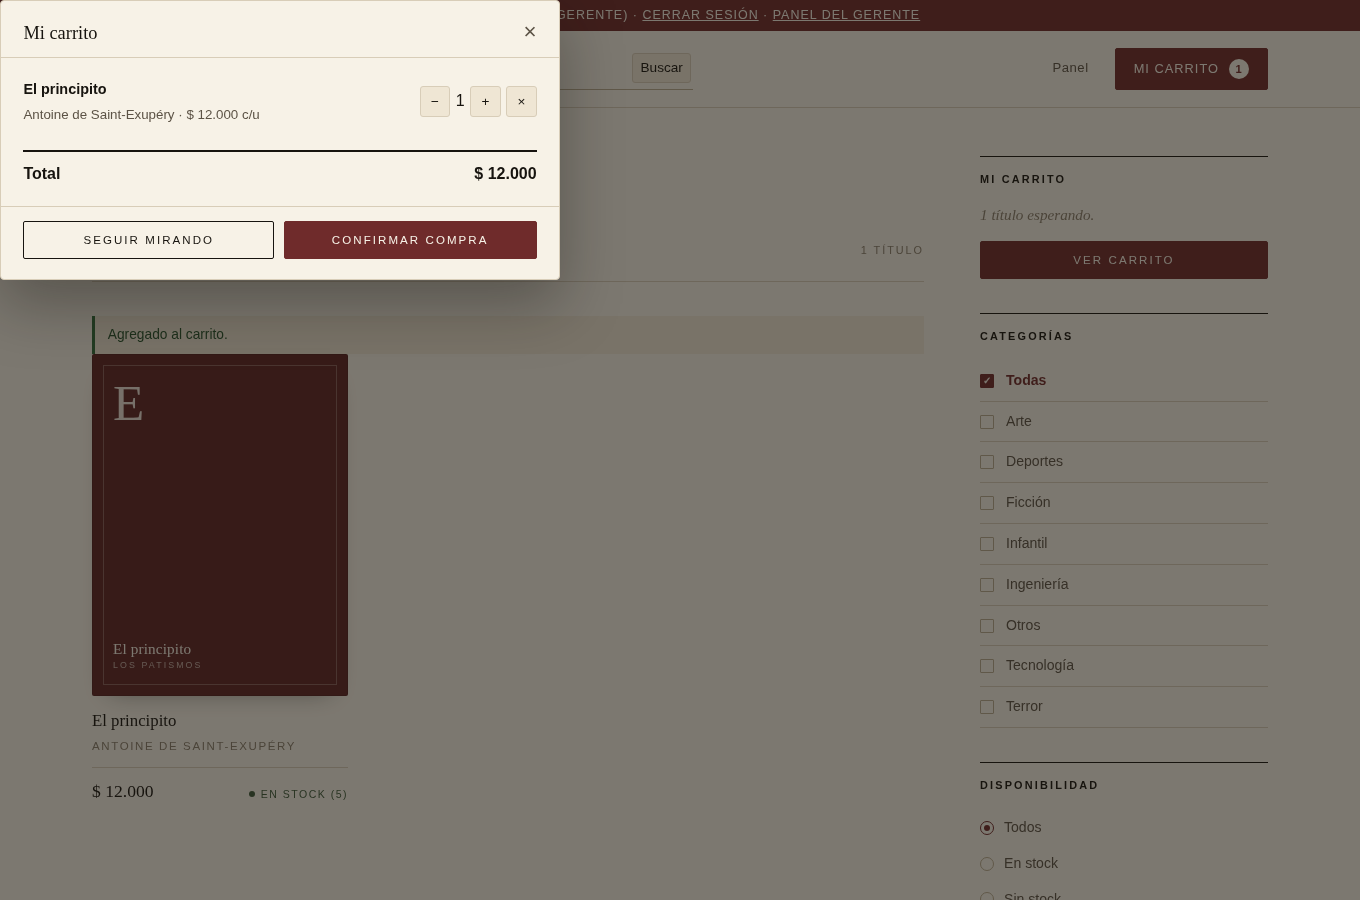 GERENTE) · CERRAR SESIÓN · PANEL DEL GERENTE
Buscar
Panel
MI CARRITO 1
Mi carrito
×
El principito
Antoine de Saint-Exupéry · $ 12.000 c/u
− 1 + ×
Total $ 12.000
SEGUIR MIRANDO
CONFIRMAR COMPRA
1 TÍTULO
Agregado al carrito.
E
El principito
LOS PATISMOS
El principito
ANTOINE DE SAINT-EXUPÉRY
$ 12.000
EN STOCK (5)
MI CARRITO
1 título esperando.
VER CARRITO
CATEGORÍAS
Todas
Arte
Deportes
Ficción
Infantil
Ingeniería
Otros
Tecnología
Terror
DISPONIBILIDAD
Todos
En stock
Sin stock